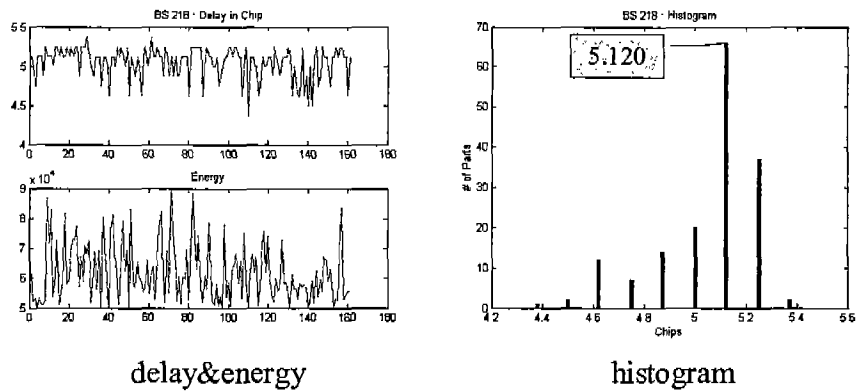 BS 218 - Delay in Chip
5.5
5
4.5
4
0 20 40 60 80 100 120 140 160 180
Energy
x 10⁴
9
8
7
6
5
0 20 40 60 80 100 120 140 160 180
delay&energy
BS 218 - Histogram
5.120
# of Parts
70
60
50
40
30
20
10
0
4.2 4.4 4.6 4.8 5 5.2 5.4 5.6
Chips
histogram